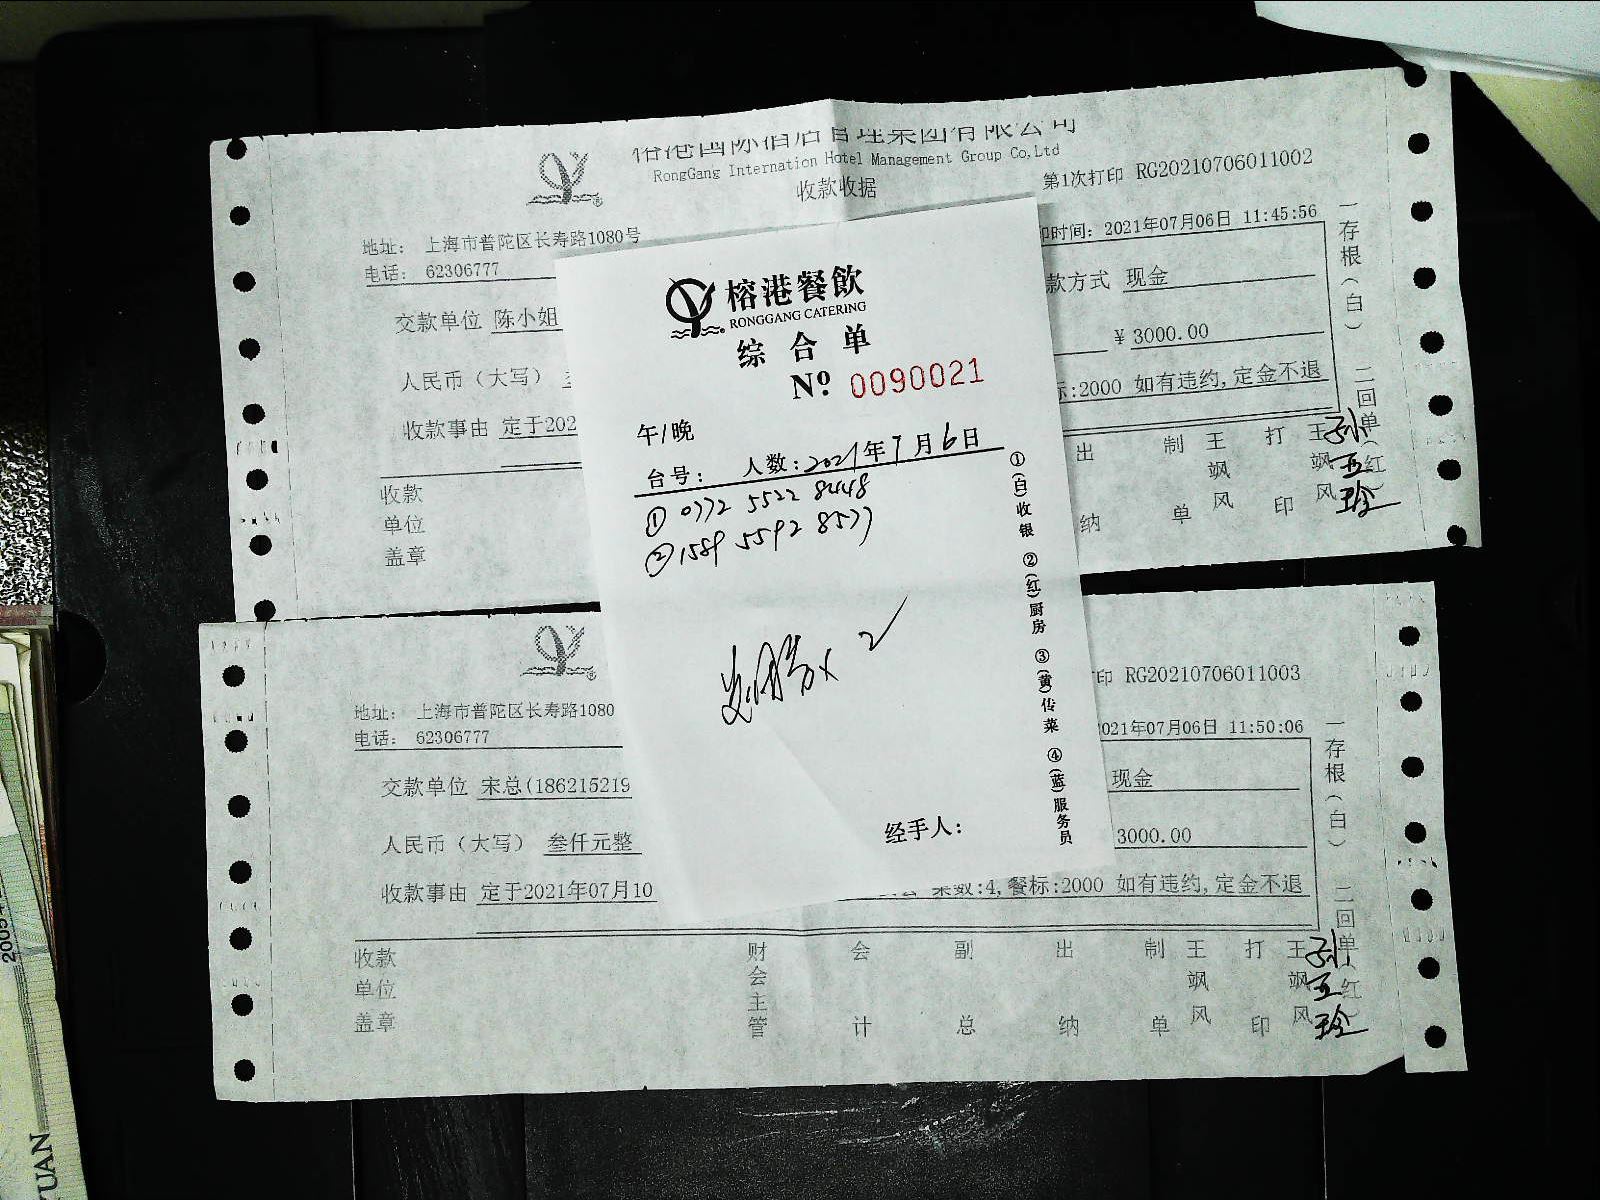 榕港国际酒店管理集团有限公司
RongGang Internation Hotel Management Group Co,Ltd
收款收据
第1次打印 RG20210706011002
地址: 上海市普陀区长寿路1080号
印时间: 2021年07月06日 11:45:56
电话: 62306777
交款单位 陈小姐
款方式 现金
人民币（大写）
¥ 3000.00
收款事由 定于202
标:2000 如有违约,定金不退
收款
单位
盖章
出纳
制单
王飒风
打印
王飒风
一存根（白）
二回单（红
榕港餐飲
RONGGANG CATERING
综合单
Nº 0090021
午/晚
台号: 人数: 2021年7月6日
① 0772 5522 8448
② 1589 5592 8577
x 2
经手人:
①(白)收银 ②(红)厨房 ③(黄)传菜 ④(蓝)服务员
印 RG20210706011003
地址: 上海市普陀区长寿路1080
021年07月06日 11:50:06
电话: 62306777
交款单位 宋总(186215219
现金
人民币（大写） 叁仟元整
3000.00
收款事由 定于2021年07月10
桌数:4,餐标:2000 如有违约,定金不退
收款
单位
盖章
财会主管
会计
副总
出纳
制单
王飒风
打印
王飒风
一存根（白）
二回单（红
2005
YUAN